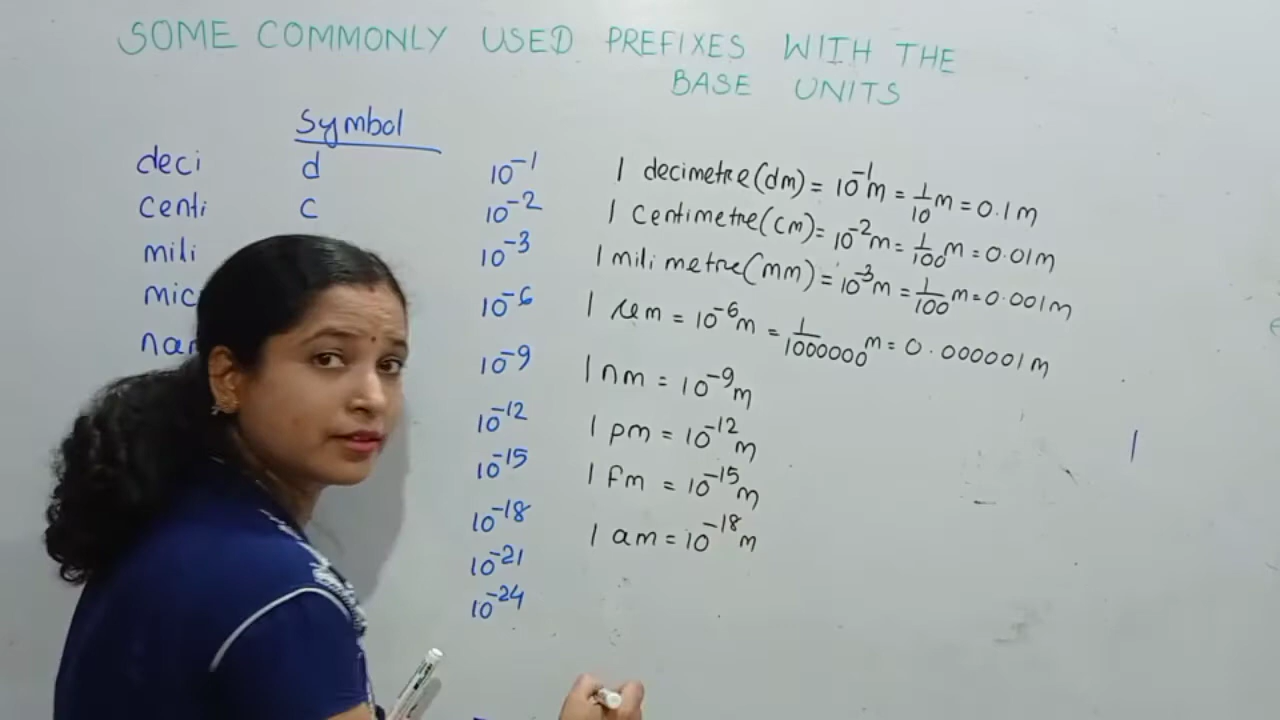 SOME COMMONLY USED PREFIXES WITH THE
BASE UNITS
Symbol
deci d 10⁻¹ 1 decimetre(dm) = 10⁻¹m = 1/10 m = 0.1m
centi c 10⁻² 1 Centimetre(cm) = 10⁻²m = 1/100 m = 0.01m
mili 10⁻³ 1 mili metre(mm) = 10⁻³m = 1/100 m = 0.001m
mic 10⁻⁶ 1 μm = 10⁻⁶m = 1/1000000 m = 0.000001m
nan 10⁻⁹ 1 nm = 10⁻⁹m
10⁻¹² 1 pm = 10⁻¹²m
10⁻¹⁵ 1 fm = 10⁻¹⁵m
10⁻¹⁸ 1 am = 10⁻¹⁸m
10⁻²¹
10⁻²⁴